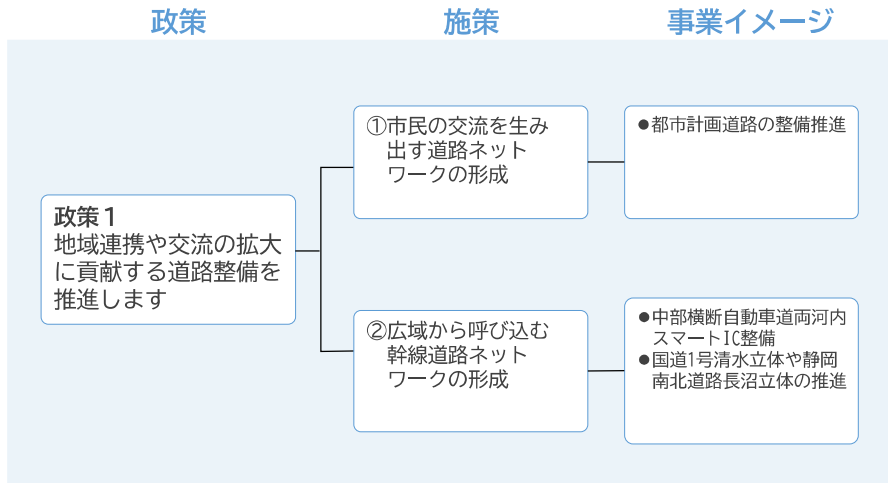 政策
施策
事業イメージ
政策1
地域連携や交流の拡大
に貢献する道路整備を
推進します
①市民の交流を生み
出す道路ネット
ワークの形成
●都市計画道路の整備推進
②広域から呼び込む
幹線道路ネット
ワークの形成
●中部横断自動車道両河内
スマートIC整備
●国道1号清水立体や静岡
南北道路長沼立体の推進